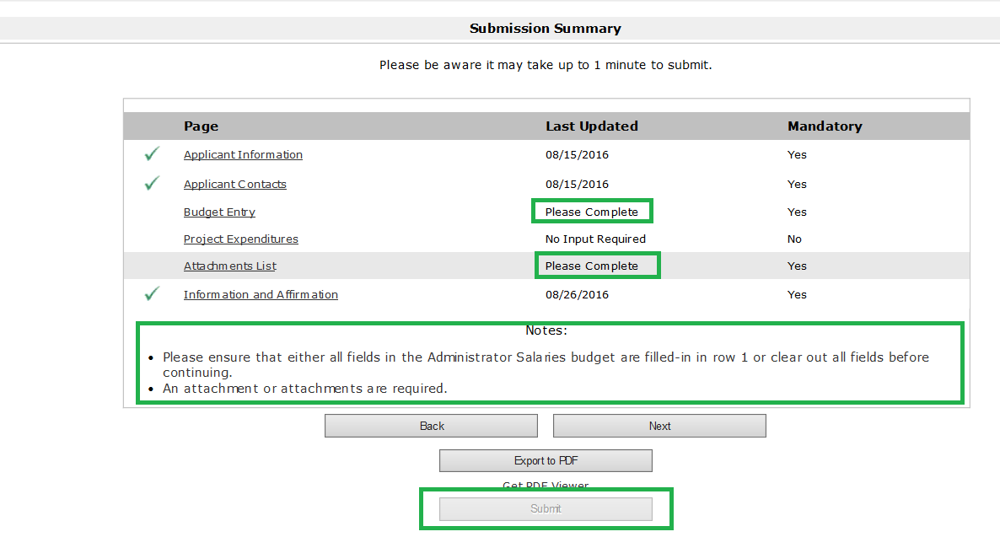 Submission Summary
Please be aware it may take up to 1 minute to submit.
Page Last Updated Mandatory
Applicant Information 08/15/2016 Yes
Applicant Contacts 08/15/2016 Yes
Budget Entry Please Complete Yes
Project Expenditures No Input Required No
Attachments List Please Complete Yes
Information and Affirmation 08/26/2016 Yes
Notes:
• Please ensure that either all fields in the Administrator Salaries budget are filled-in in row 1 or clear out all fields before
continuing.
• An attachment or attachments are required.
Back Next
Export to PDF
Get PDF Viewer
Submit